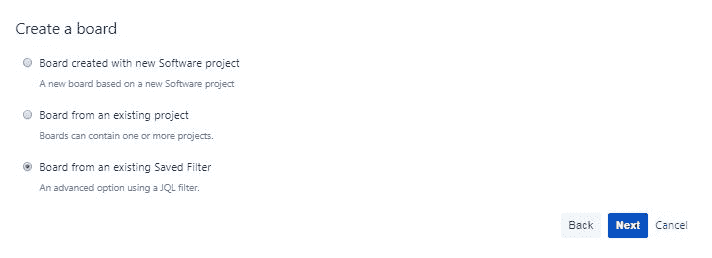 Create a board
Board created with new Software project
A new board based on a new Software project
Board from an existing project
Boards can contain one or more projects.
Board from an existing Saved Filter
An advanced option using a JQL filter.
Back Next Cancel